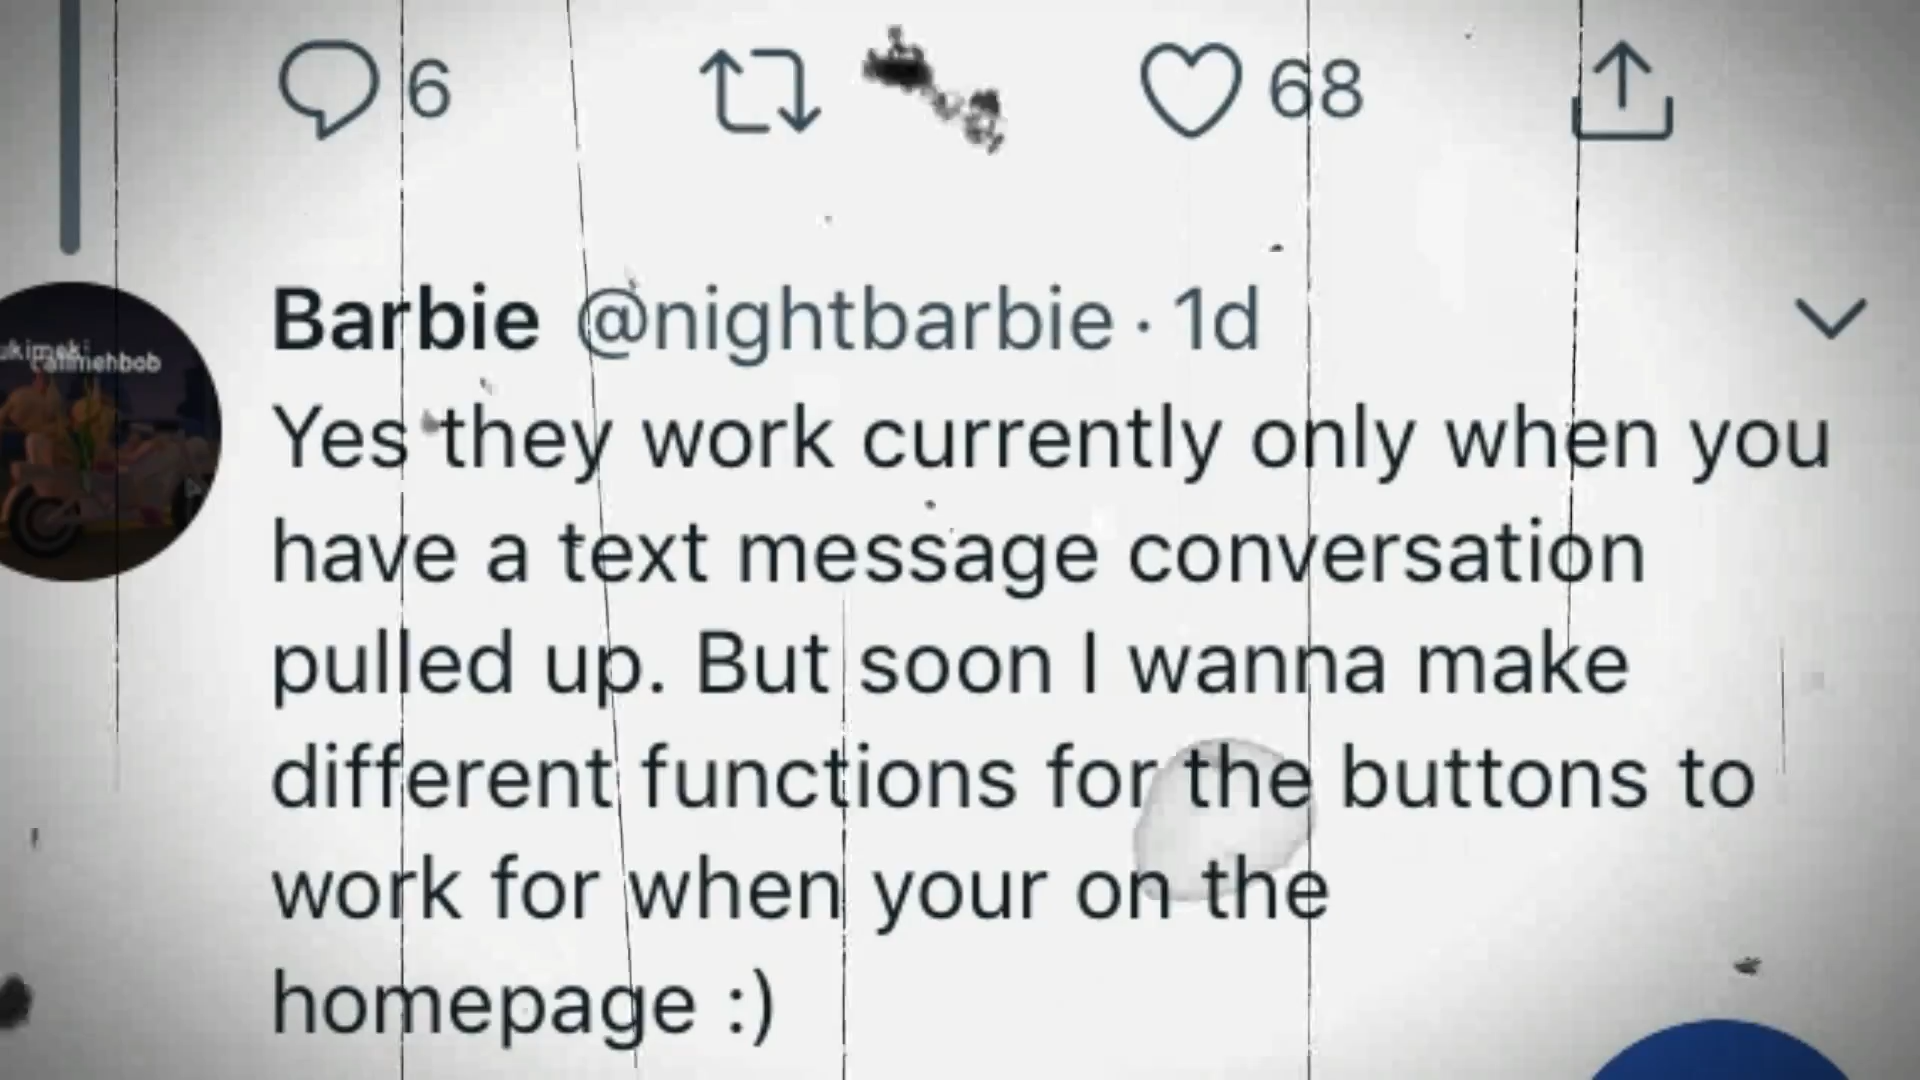 6 68
Barbie @nightbarbie · 1d
Yes they work currently only when you
have a text message conversation
pulled up. But soon I wanna make
different functions for the buttons to
work for when your on the
homepage :)